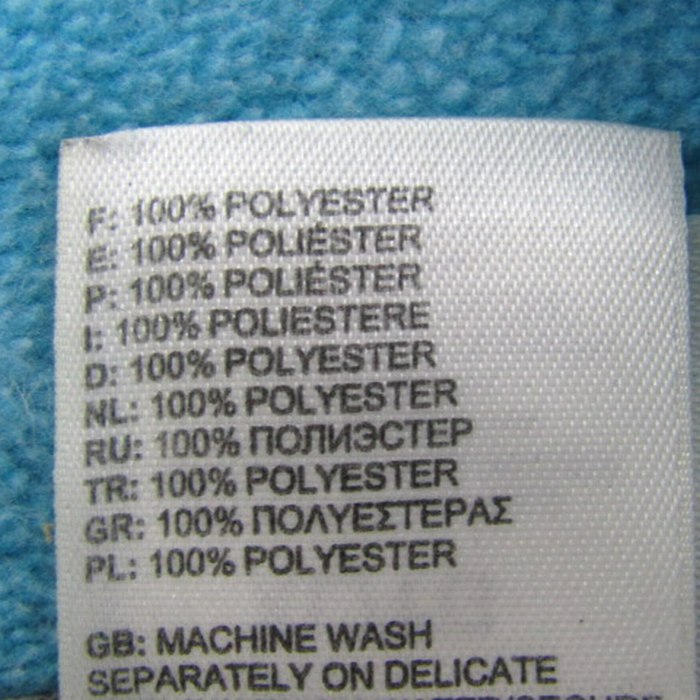 F: 100% POLYESTER
E: 100% POLIÉSTER
P: 100% POLIÉSTER
I: 100% POLIESTERE
D: 100% POLYESTER
NL: 100% POLYESTER
RU: 100% ПОЛИЭСТЕР
TR: 100% POLYESTER
GR: 100% ΠΟΛΥΕΣΤΕΡΑΣ
PL: 100% POLYESTER
GB: MACHINE WASH
SEPARATELY ON DELICATE